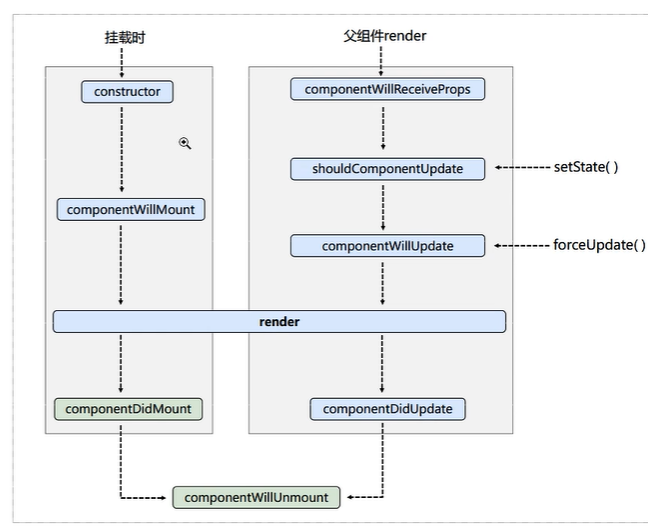 挂载时
父组件render
constructor
componentWillReceiveProps
shouldComponentUpdate
setState( )
componentWillMount
componentWillUpdate
forceUpdate( )
render
componentDidMount
componentDidUpdate
componentWillUnmount